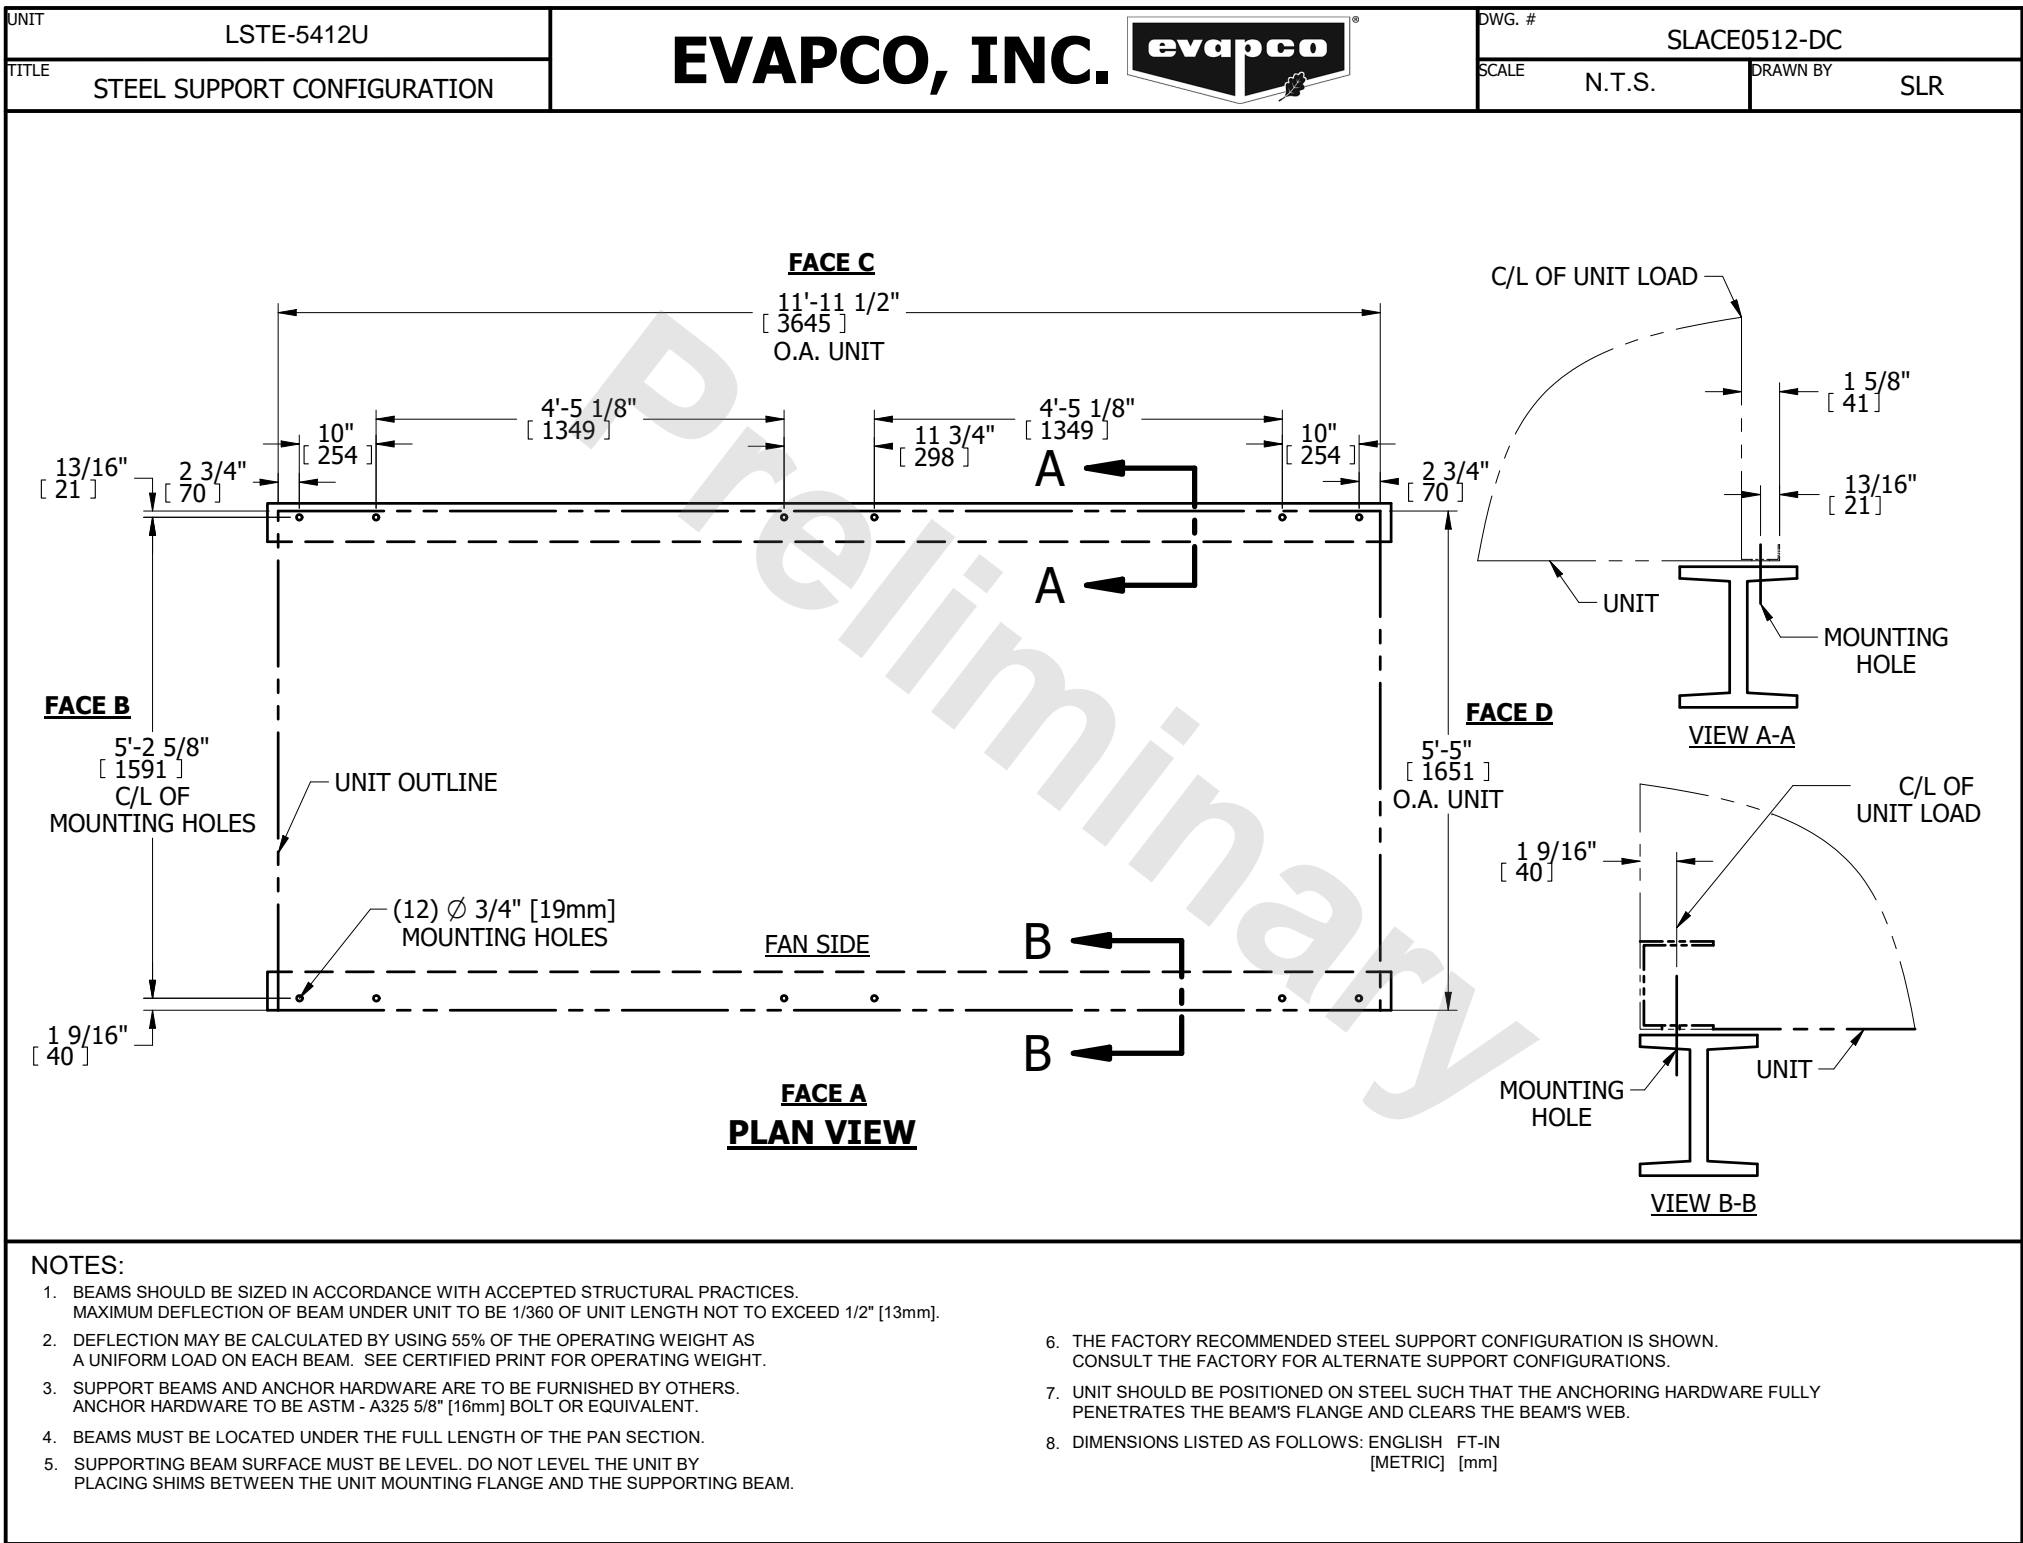 UNIT
LSTE-5412U
TITLE
STEEL SUPPORT CONFIGURATION
EVAPCO, INC.
evapco
®
DWG. #
SLACE0512-DC
SCALE
N.T.S.
DRAWN BY
SLR
Preliminary
FACE C
11'-11 1/2"
[ 3645 ]
O.A. UNIT
4'-5 1/8"
[ 1349 ]
4'-5 1/8"
[ 1349 ]
10"
[ 254 ]
11 3/4"
[ 298 ]
10"
[ 254 ]
13/16"
[ 21 ]
2 3/4"
[ 70 ]
2 3/4"
[ 70 ]
A
A
FACE B
5'-2 5/8"
[ 1591 ]
C/L OF
MOUNTING HOLES
UNIT OUTLINE
FACE D
5'-5"
[ 1651 ]
O.A. UNIT
(12) Ø 3/4" [19mm]
MOUNTING HOLES
FAN SIDE
B
B
1 9/16"
[ 40 ]
FACE A
PLAN VIEW
C/L OF UNIT LOAD
1 5/8"
[ 41 ]
13/16"
[ 21 ]
UNIT
MOUNTING
HOLE
VIEW A-A
C/L OF
UNIT LOAD
1 9/16"
[ 40 ]
UNIT
MOUNTING
HOLE
VIEW B-B
NOTES:
1. BEAMS SHOULD BE SIZED IN ACCORDANCE WITH ACCEPTED STRUCTURAL PRACTICES.
MAXIMUM DEFLECTION OF BEAM UNDER UNIT TO BE 1/360 OF UNIT LENGTH NOT TO EXCEED 1/2" [13mm].
2. DEFLECTION MAY BE CALCULATED BY USING 55% OF THE OPERATING WEIGHT AS
A UNIFORM LOAD ON EACH BEAM. SEE CERTIFIED PRINT FOR OPERATING WEIGHT.
3. SUPPORT BEAMS AND ANCHOR HARDWARE ARE TO BE FURNISHED BY OTHERS.
ANCHOR HARDWARE TO BE ASTM - A325 5/8" [16mm] BOLT OR EQUIVALENT.
4. BEAMS MUST BE LOCATED UNDER THE FULL LENGTH OF THE PAN SECTION.
5. SUPPORTING BEAM SURFACE MUST BE LEVEL. DO NOT LEVEL THE UNIT BY
PLACING SHIMS BETWEEN THE UNIT MOUNTING FLANGE AND THE SUPPORTING BEAM.
6. THE FACTORY RECOMMENDED STEEL SUPPORT CONFIGURATION IS SHOWN.
CONSULT THE FACTORY FOR ALTERNATE SUPPORT CONFIGURATIONS.
7. UNIT SHOULD BE POSITIONED ON STEEL SUCH THAT THE ANCHORING HARDWARE FULLY
PENETRATES THE BEAM'S FLANGE AND CLEARS THE BEAM'S WEB.
8. DIMENSIONS LISTED AS FOLLOWS: ENGLISH FT-IN
[METRIC] [mm]